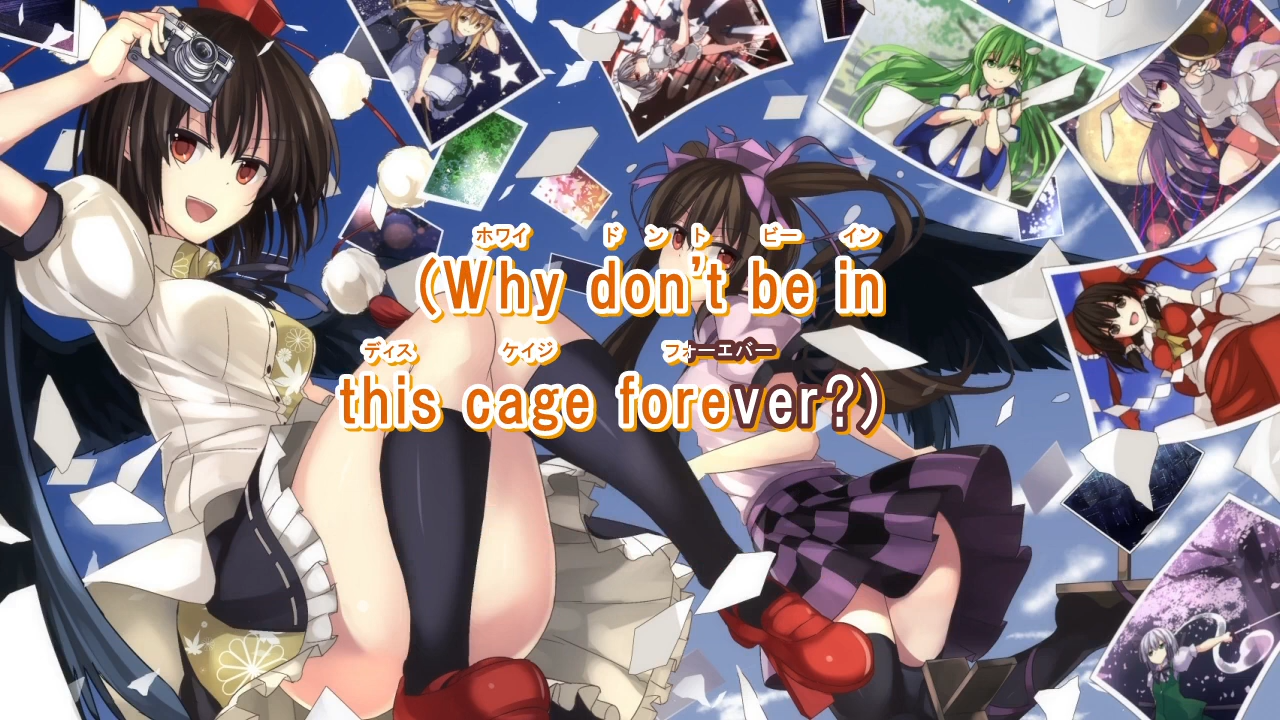 ホワイ ドント ビー イン
(Why don't be in
ディス ケイジ フォーエバー
this cage forever?)